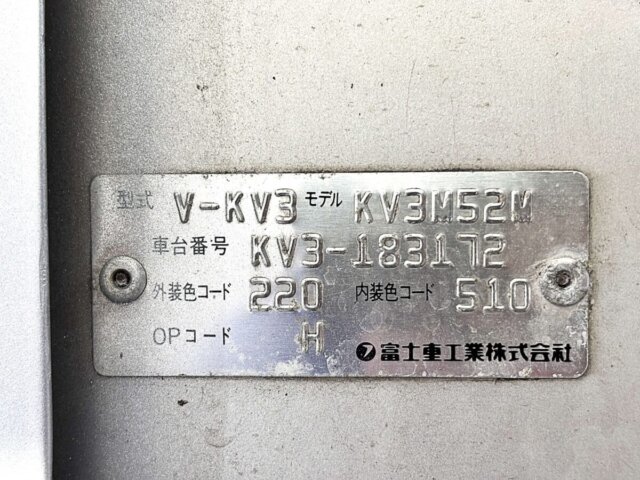 型式 V-KV3 モデル KV3M52M
車台番号 KV3-183172
外装色コード 220 内装色コード 510
OPコード H
富士重工業株式会社